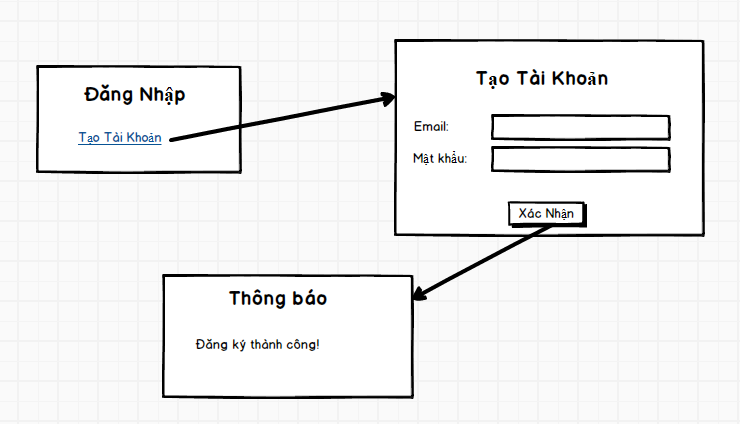 Đăng Nhập
Tạo Tài Khoản
Tạo Tài Khoản
Email:
Mật khẩu:
Xác Nhận
Thông báo
Đăng ký thành công!